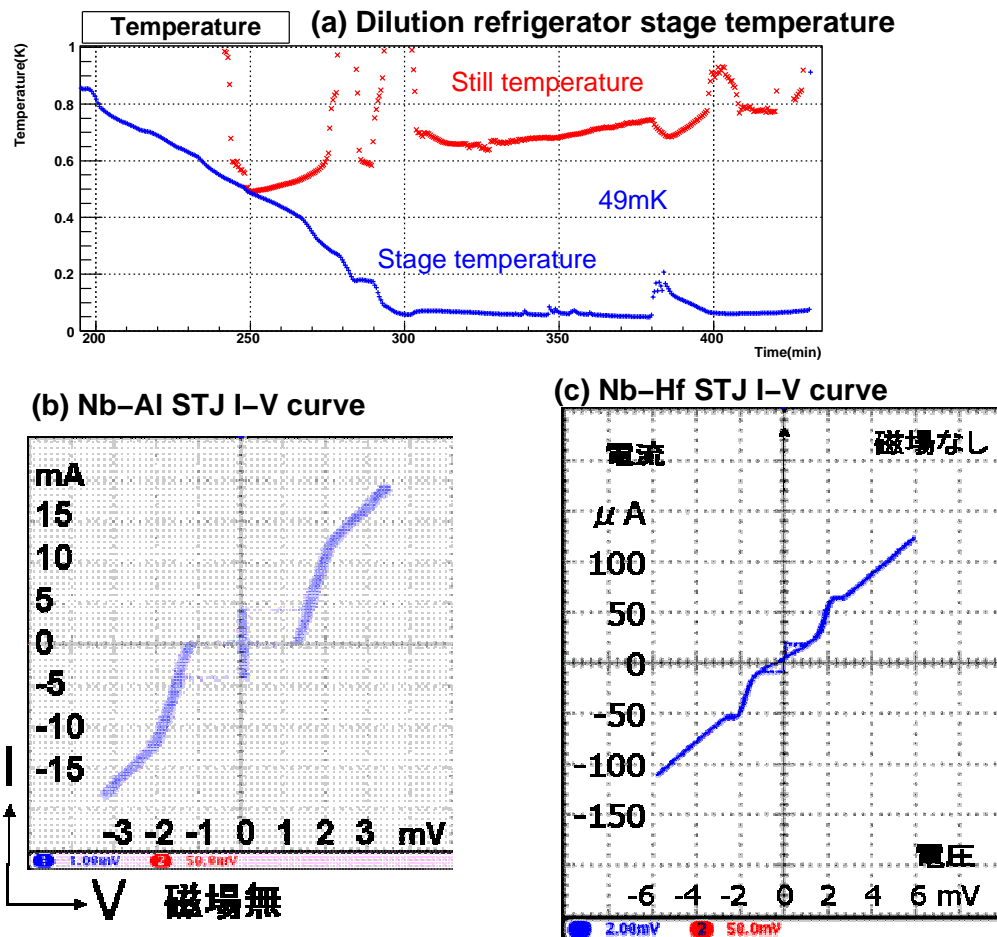 Temperature
(a) Dilution refrigerator stage temperature
Temperature(K)
1
0.8
0.6
0.4
0.2
0
Still temperature
49mK
Stage temperature
200 250 300 350 400
Time(min)
(b) Nb−Al STJ I−V curve
mA
15
10
5
0
-5
-10
-15
-3 -2 -1 0 1 2 3 mV
1 1.00mV 2 50.0mV
I
V 磁場無
(c) Nb−Hf STJ I−V curve
電流 磁場なし
μA
100
50
0
-50
-100
-150
電圧
-6 -4 -2 0 2 4 6 mV
2.00mV 2 50.0mV